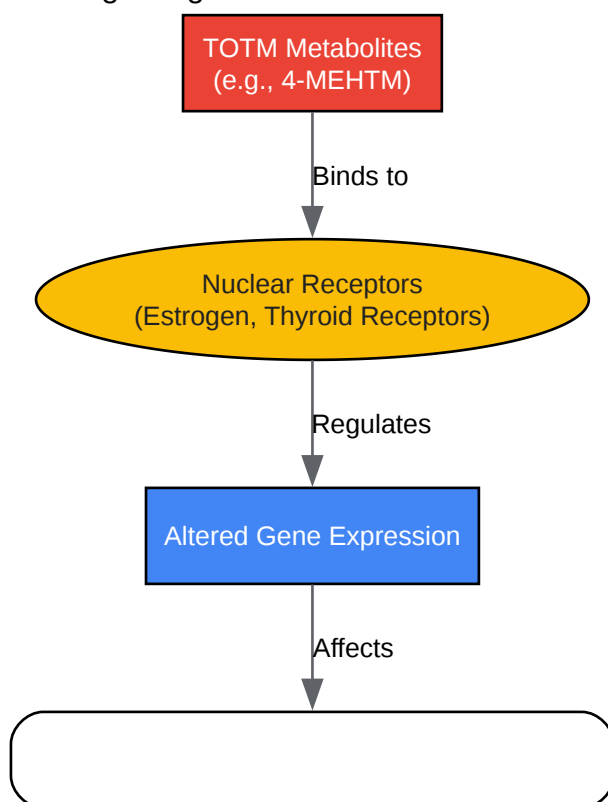 TOTM Metabolites
(e.g., 4-MEHTM)
Binds to
Nuclear Receptors
(Estrogen, Thyroid Receptors)
Regulates
Altered Gene Expression
Affects